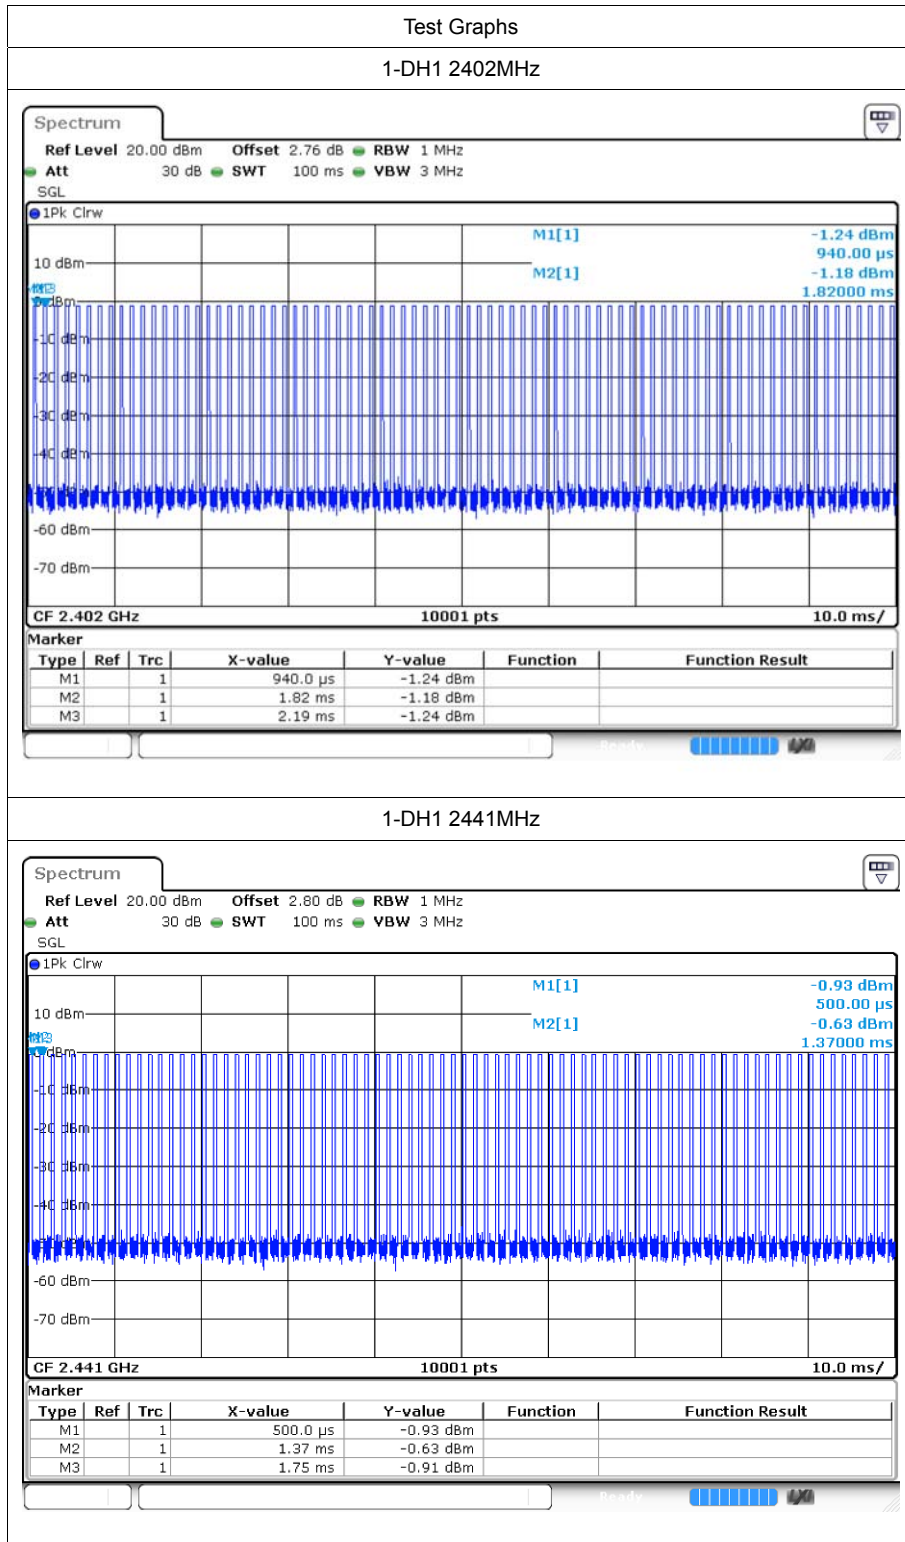 Test Graphs
1-DH1 2402MHz
Spectrum
Ref Level 20.00 dBm Offset 2.76 dB RBW 1 MHz
Att 30 dB SWT 100 ms VBW 3 MHz
SGL
1Pk Clrw
M1[1] -1.24 dBm
940.00 µs
10 dBm
M2[1] -1.18 dBm
1.82000 ms
-10 dBm
-20 dBm
-30 dBm
-40 dBm
-60 dBm
-70 dBm
CF 2.402 GHz 10001 pts 10.0 ms/
Marker
Type Ref Trc X-value Y-value Function Function Result
M1 1 940.0 µs -1.24 dBm
M2 1 1.82 ms -1.18 dBm
M3 1 2.19 ms -1.24 dBm
Ready
1-DH1 2441MHz
Spectrum
Ref Level 20.00 dBm Offset 2.80 dB RBW 1 MHz
Att 30 dB SWT 100 ms VBW 3 MHz
SGL
1Pk Clrw
M1[1] -0.93 dBm
500.00 µs
10 dBm
M2[1] -0.63 dBm
1.37000 ms
-10 dBm
-20 dBm
-30 dBm
-40 dBm
-60 dBm
-70 dBm
CF 2.441 GHz 10001 pts 10.0 ms/
Marker
Type Ref Trc X-value Y-value Function Function Result
M1 1 500.0 µs -0.93 dBm
M2 1 1.37 ms -0.63 dBm
M3 1 1.75 ms -0.91 dBm
Ready